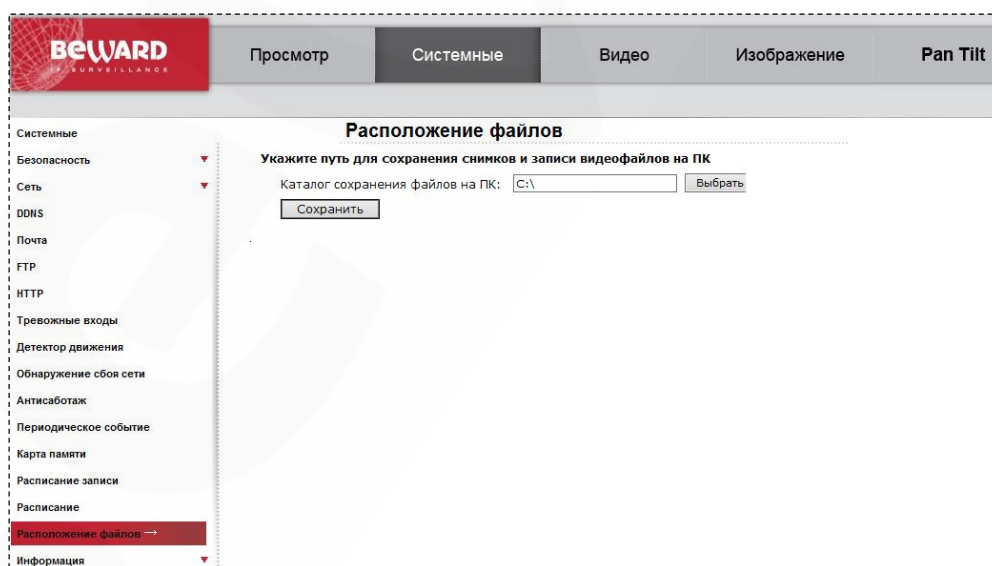 BEWARD
IP SURVEILLANCE
Просмотр
Системные
Видео
Изображение
Pan Tilt
Системные
Безопасность
Сеть
DDNS
Почта
FTP
HTTP
Тревожные входы
Детектор движения
Обнаружение сбоя сети
Антисаботаж
Периодическое событие
Карта памяти
Расписание записи
Расписание
Расположение файлов →
Информация
Расположение файлов
Укажите путь для сохранения снимков и записи видеофайлов на ПК
Каталог сохранения файлов на ПК: C:\ Выбрать
Сохранить